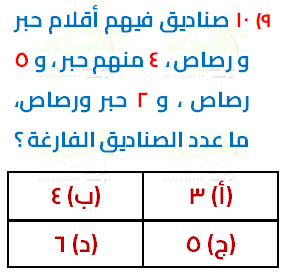 ٩) ١٠ صناديق فيهم أقلام حبر
و رصاص، ٤ منهم حبر، و ٥
رصاص ، و ٢ حبر ورصاص،
ما عدد الصناديق الفارغة؟
(أ) ٣
(ب) ٤
(ج) ٥
(د) ٦